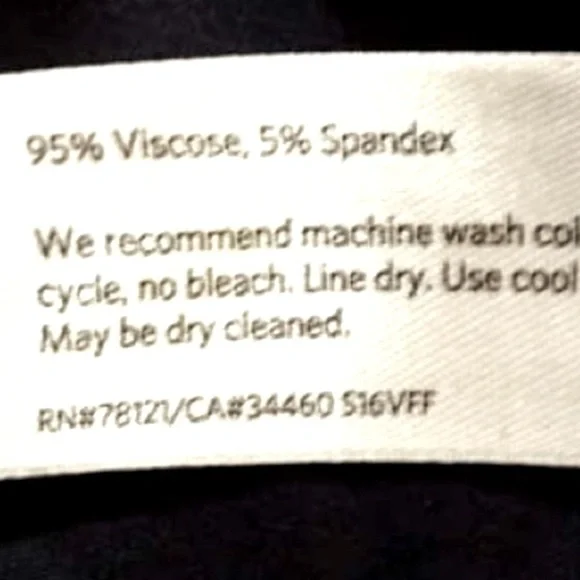 95% Viscose, 5% Spandex
We recommend machine wash
cycle, no bleach. Line dry. Use cool
May be dry cleaned.
RN#78121/CA#34460 S16VFF